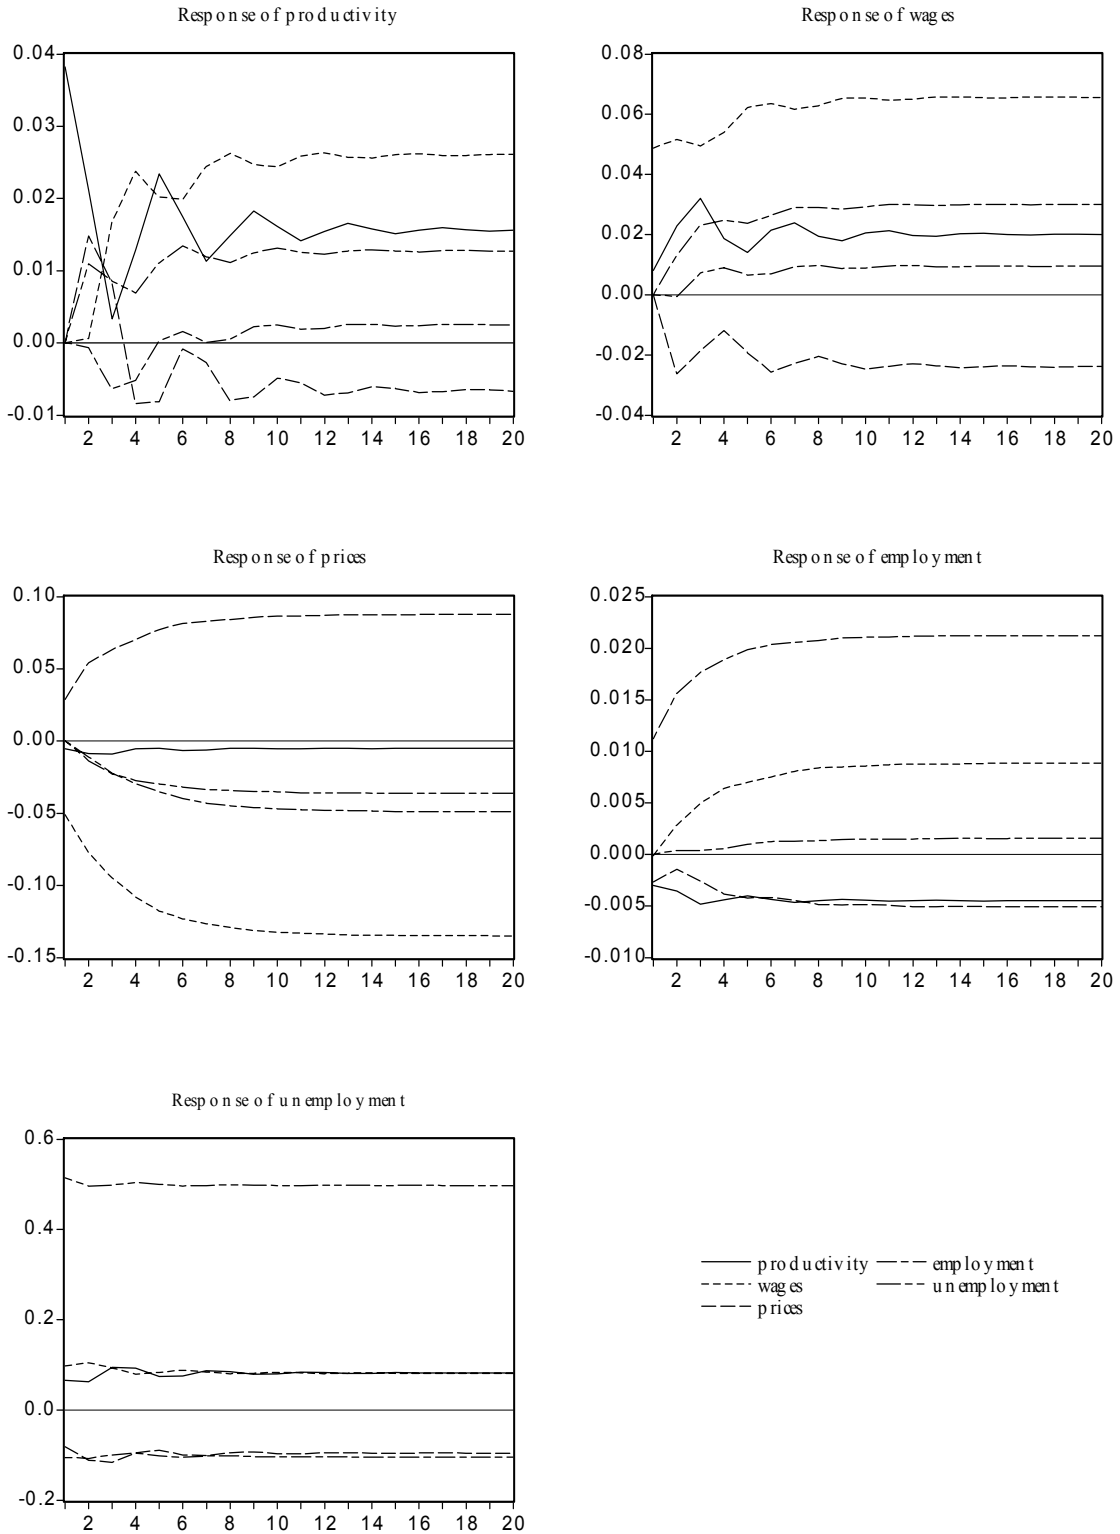 Response of productivity
0.04
0.03
0.02
0.01
0.00
-0.01
2 4 6 8 10 12 14 16 18 20
Response of wages
0.08
0.06
0.04
0.02
0.00
-0.02
-0.04
2 4 6 8 10 12 14 16 18 20
Response of prices
0.10
0.05
0.00
-0.05
-0.10
-0.15
2 4 6 8 10 12 14 16 18 20
Response of employment
0.025
0.020
0.015
0.010
0.005
0.000
-0.005
-0.010
2 4 6 8 10 12 14 16 18 20
Response of unemployment
0.6
0.4
0.2
0.0
-0.2
2 4 6 8 10 12 14 16 18 20
productivity employment
wages unemployment
prices